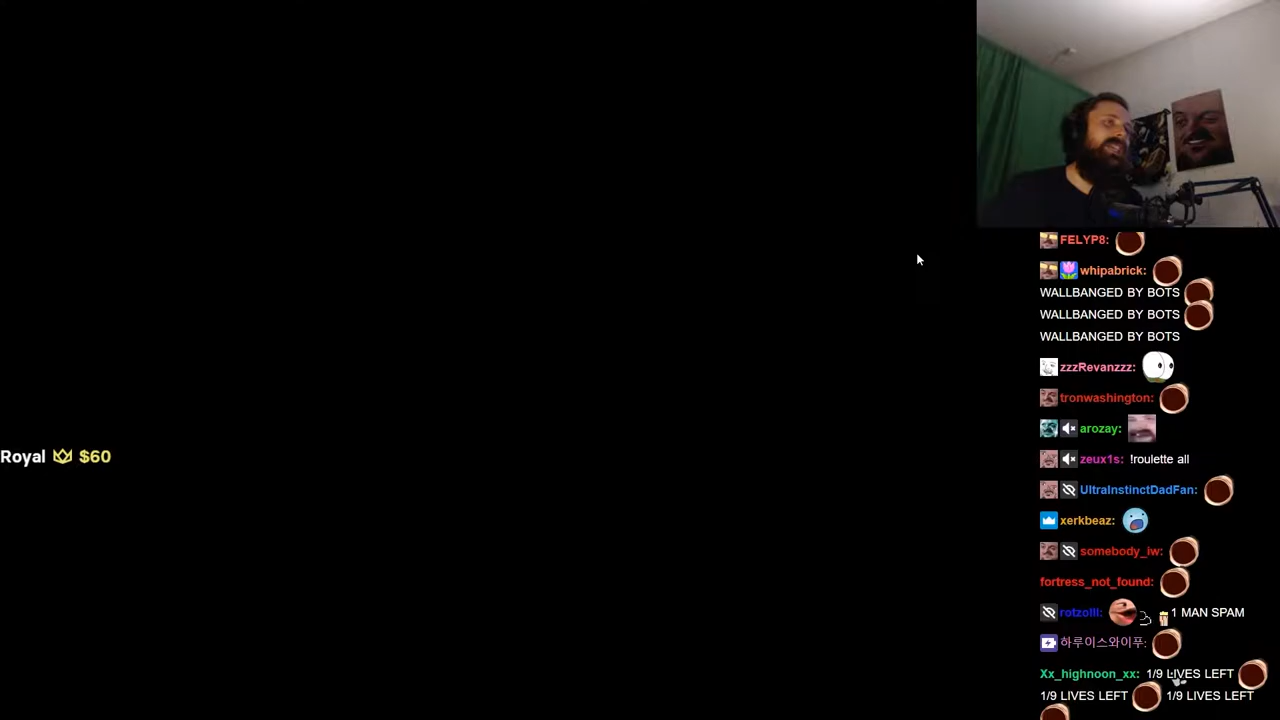 FELYP8:
whipabrick:
WALLBANGED BY BOTS
WALLBANGED BY BOTS
WALLBANGED BY BOTS
zzzRevanzzz:
tronwashington:
arozay:
zeux1s: !roulette all
Royal $60
UltraInstinctDadFan:
xerkbeaz:
somebody_iw:
fortress_not_found:
rotzolll: 1 MAN SPAM
하루이스와이푸:
Xx_highnoon_xx: 1/9 LIVES LEFT
1/9 LIVES LEFT 1/9 LIVES LEFT